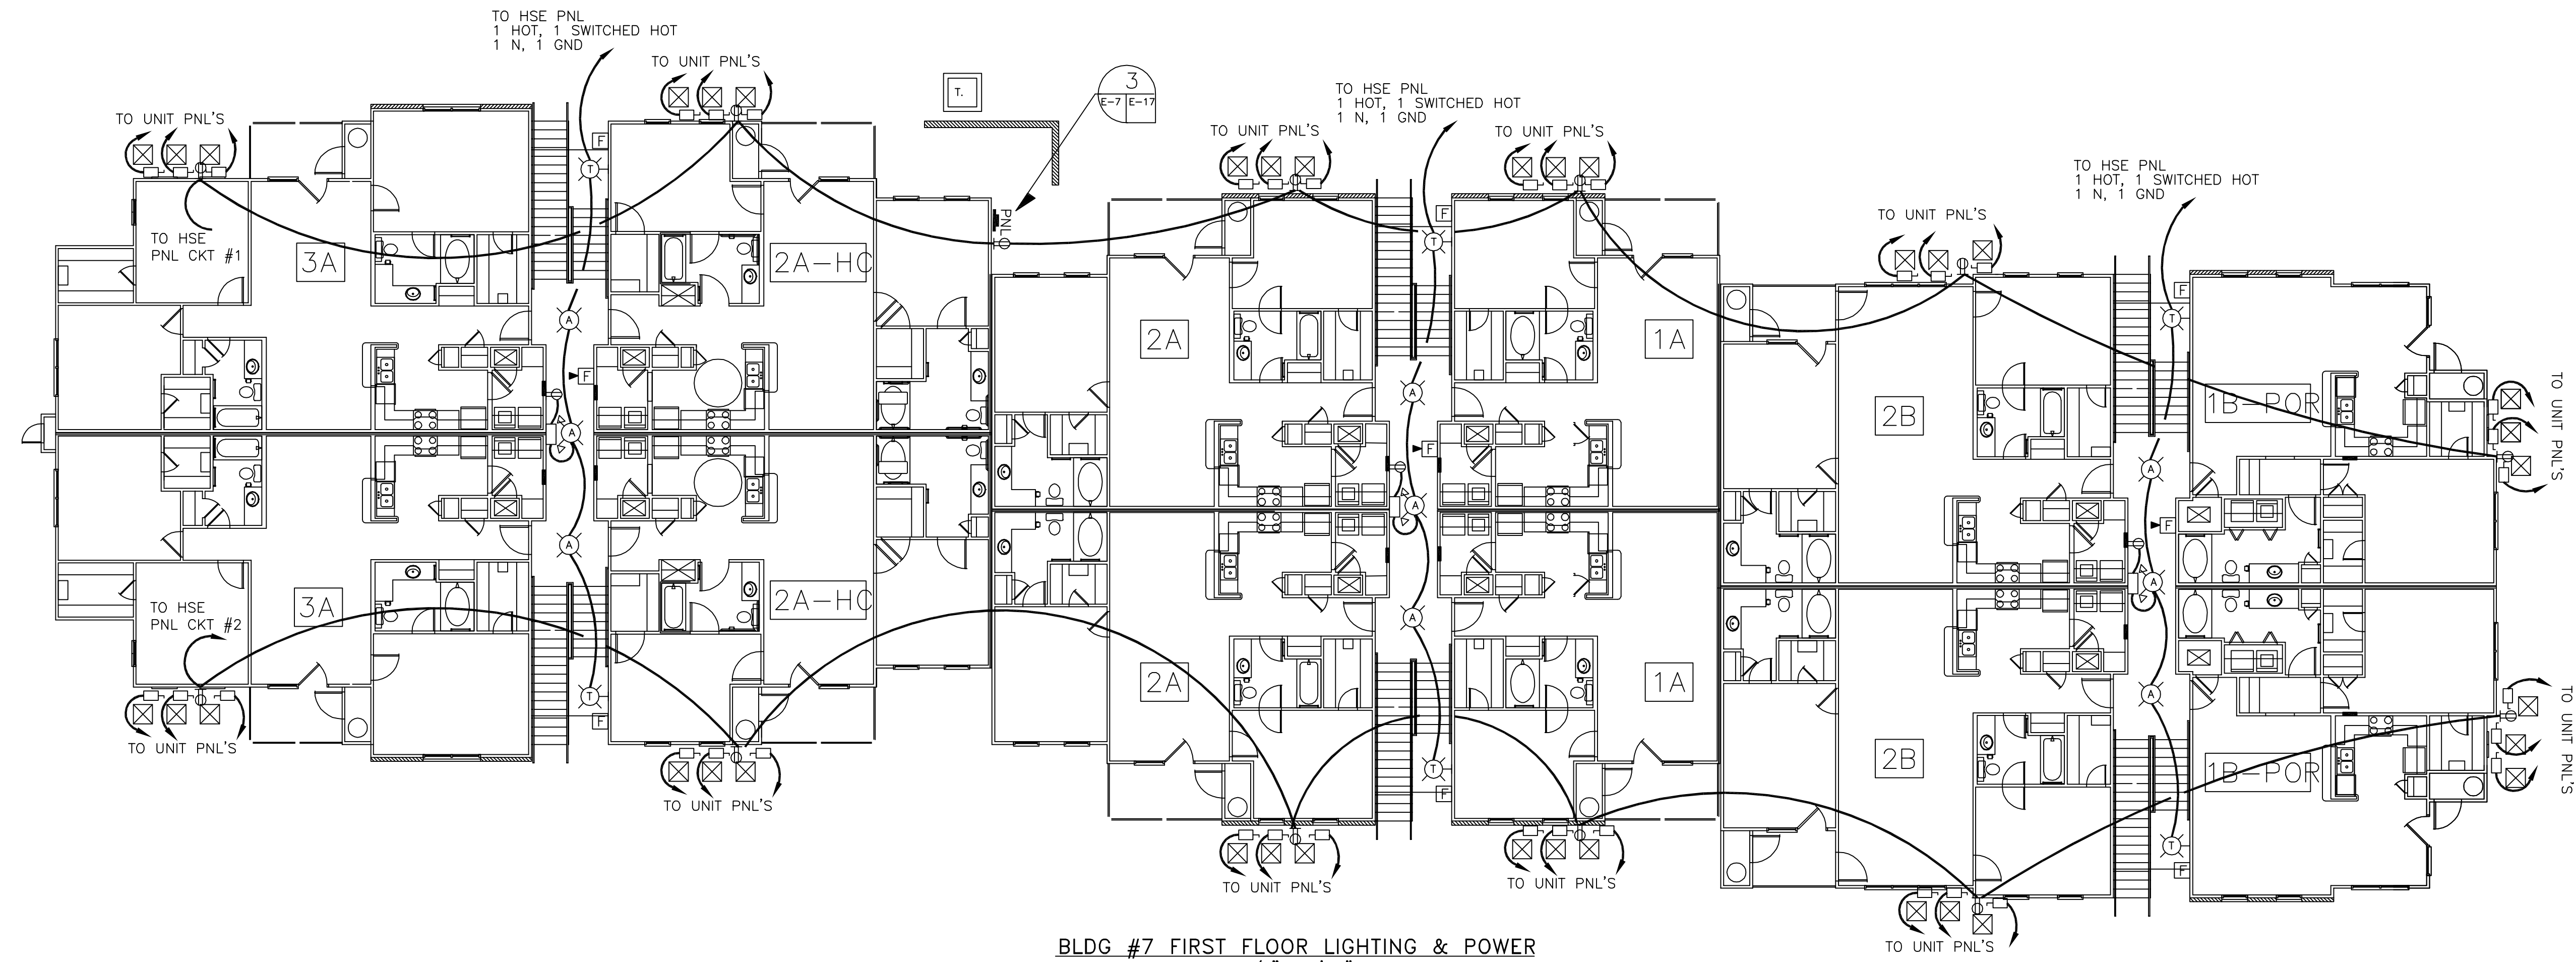 TO HSE PNL
1 HOT, 1 SWITCHED HOT
1 N, 1 GND
TO UNIT PNL'S
TO UNIT PNL'S
T.
3
E-7 E-17
TO HSE PNL
1 HOT, 1 SWITCHED HOT
1 N, 1 GND
TO UNIT PNL'S
TO UNIT PNL'S
TO HSE PNL
1 HOT, 1 SWITCHED HOT
1 N, 1 GND
TO UNIT PNL'S
F
T
PNL
F
T
TO HSE
PNL CKT #1
3A
2A-HC
F
T
A
2A
1A
F
A
2B
1B-POR
TO UNIT PNL'S
A
F
A
A
F
A
A
F
A
TO HSE
PNL CKT #2
3A
2A-HC
A
2A
1A
A
T
F
2B
1B-POR
TO UNIT PNL'S
TO UNIT PNL'S
TO UNIT PNL'S
T
F
T
F
TO UNIT PNL'S
TO UNIT PNL'S
TO UNIT PNL'S
BLDG #7 FIRST FLOOR LIGHTING & POWER